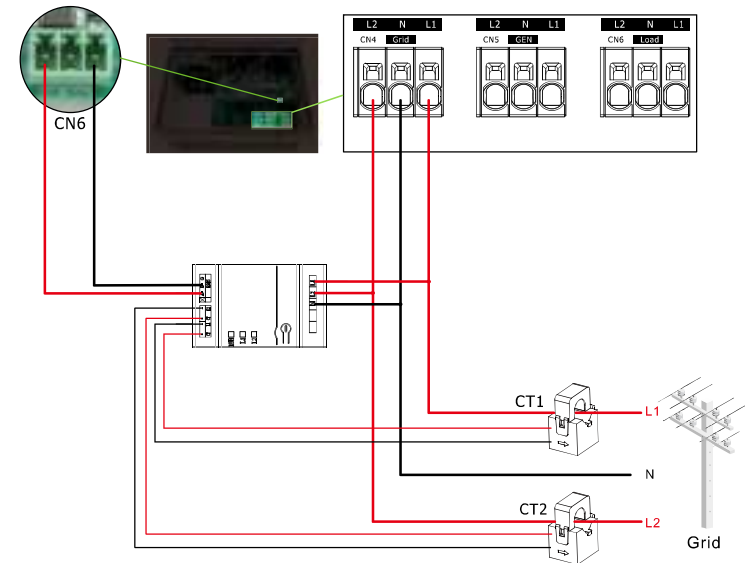 L2 N L1
CN4 Grid
L2 N L1
CN5 GEN
L2 N L1
CN6 Load
CN6
CT1
L1
N
CT2
L2
Grid